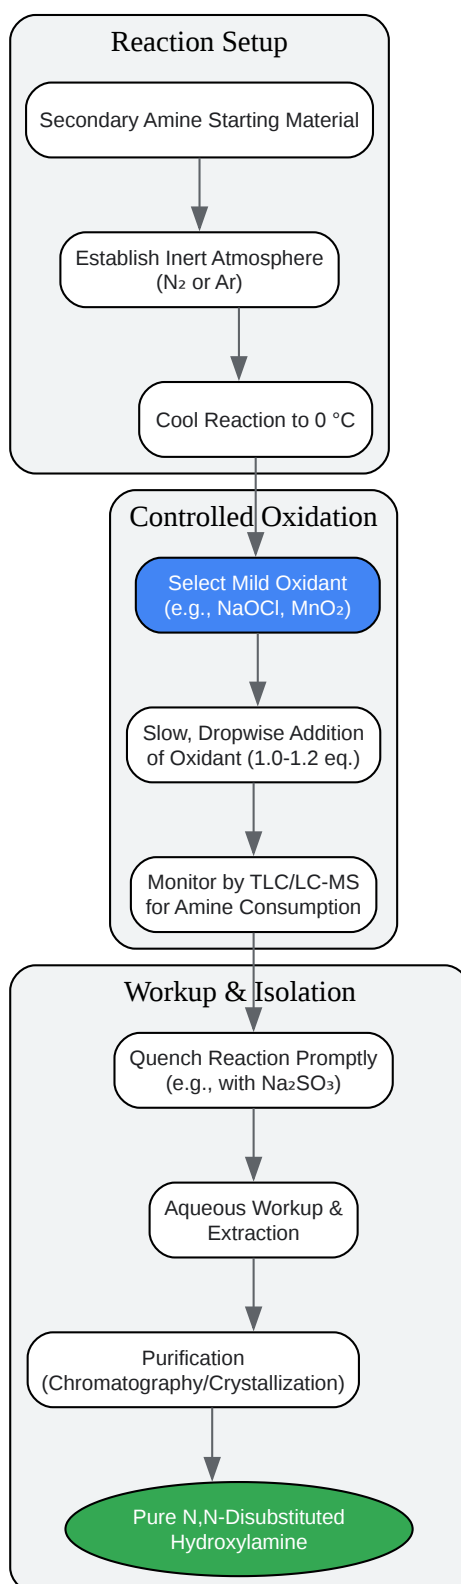 Reaction Setup
Secondary Amine Starting Material
Establish Inert Atmosphere
(N₂ or Ar)
Cool Reaction to 0 °C
Controlled Oxidation
Select Mild Oxidant
(e.g., NaOCl, MnO₂)
Slow, Dropwise Addition
of Oxidant (1.0-1.2 eq.)
Monitor by TLC/LC-MS
for Amine Consumption
Workup & Isolation
Quench Reaction Promptly
(e.g., with Na₂SO₃)
Aqueous Workup &
Extraction
Purification
(Chromatography/Crystallization)
Pure N,N-Disubstituted
Hydroxylamine